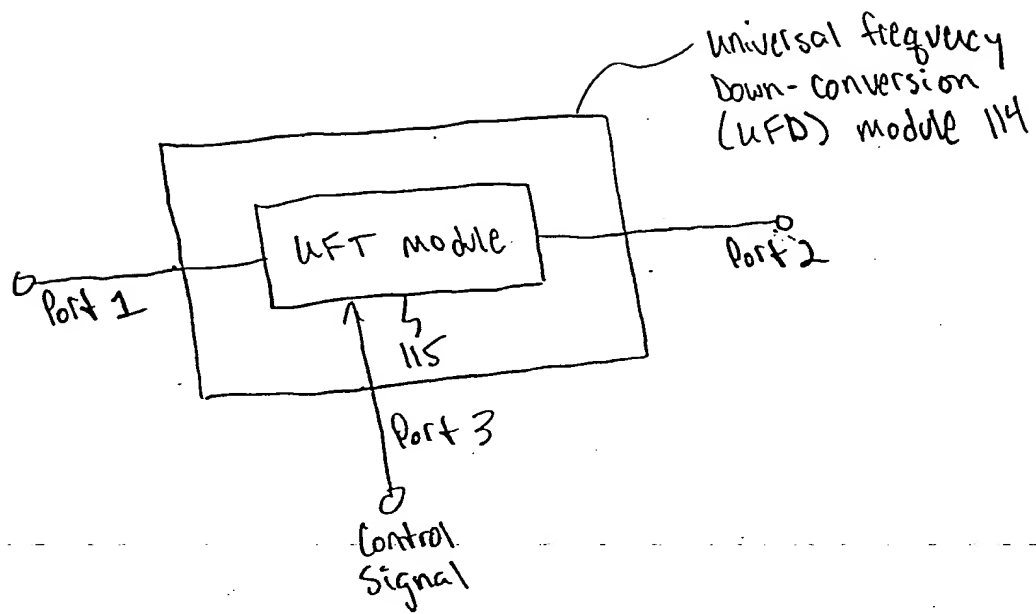 universal frequency
Down-conversion
(UFD) module 114
UFT module
Port 1
Port 2
115
Port 3
Control
Signal